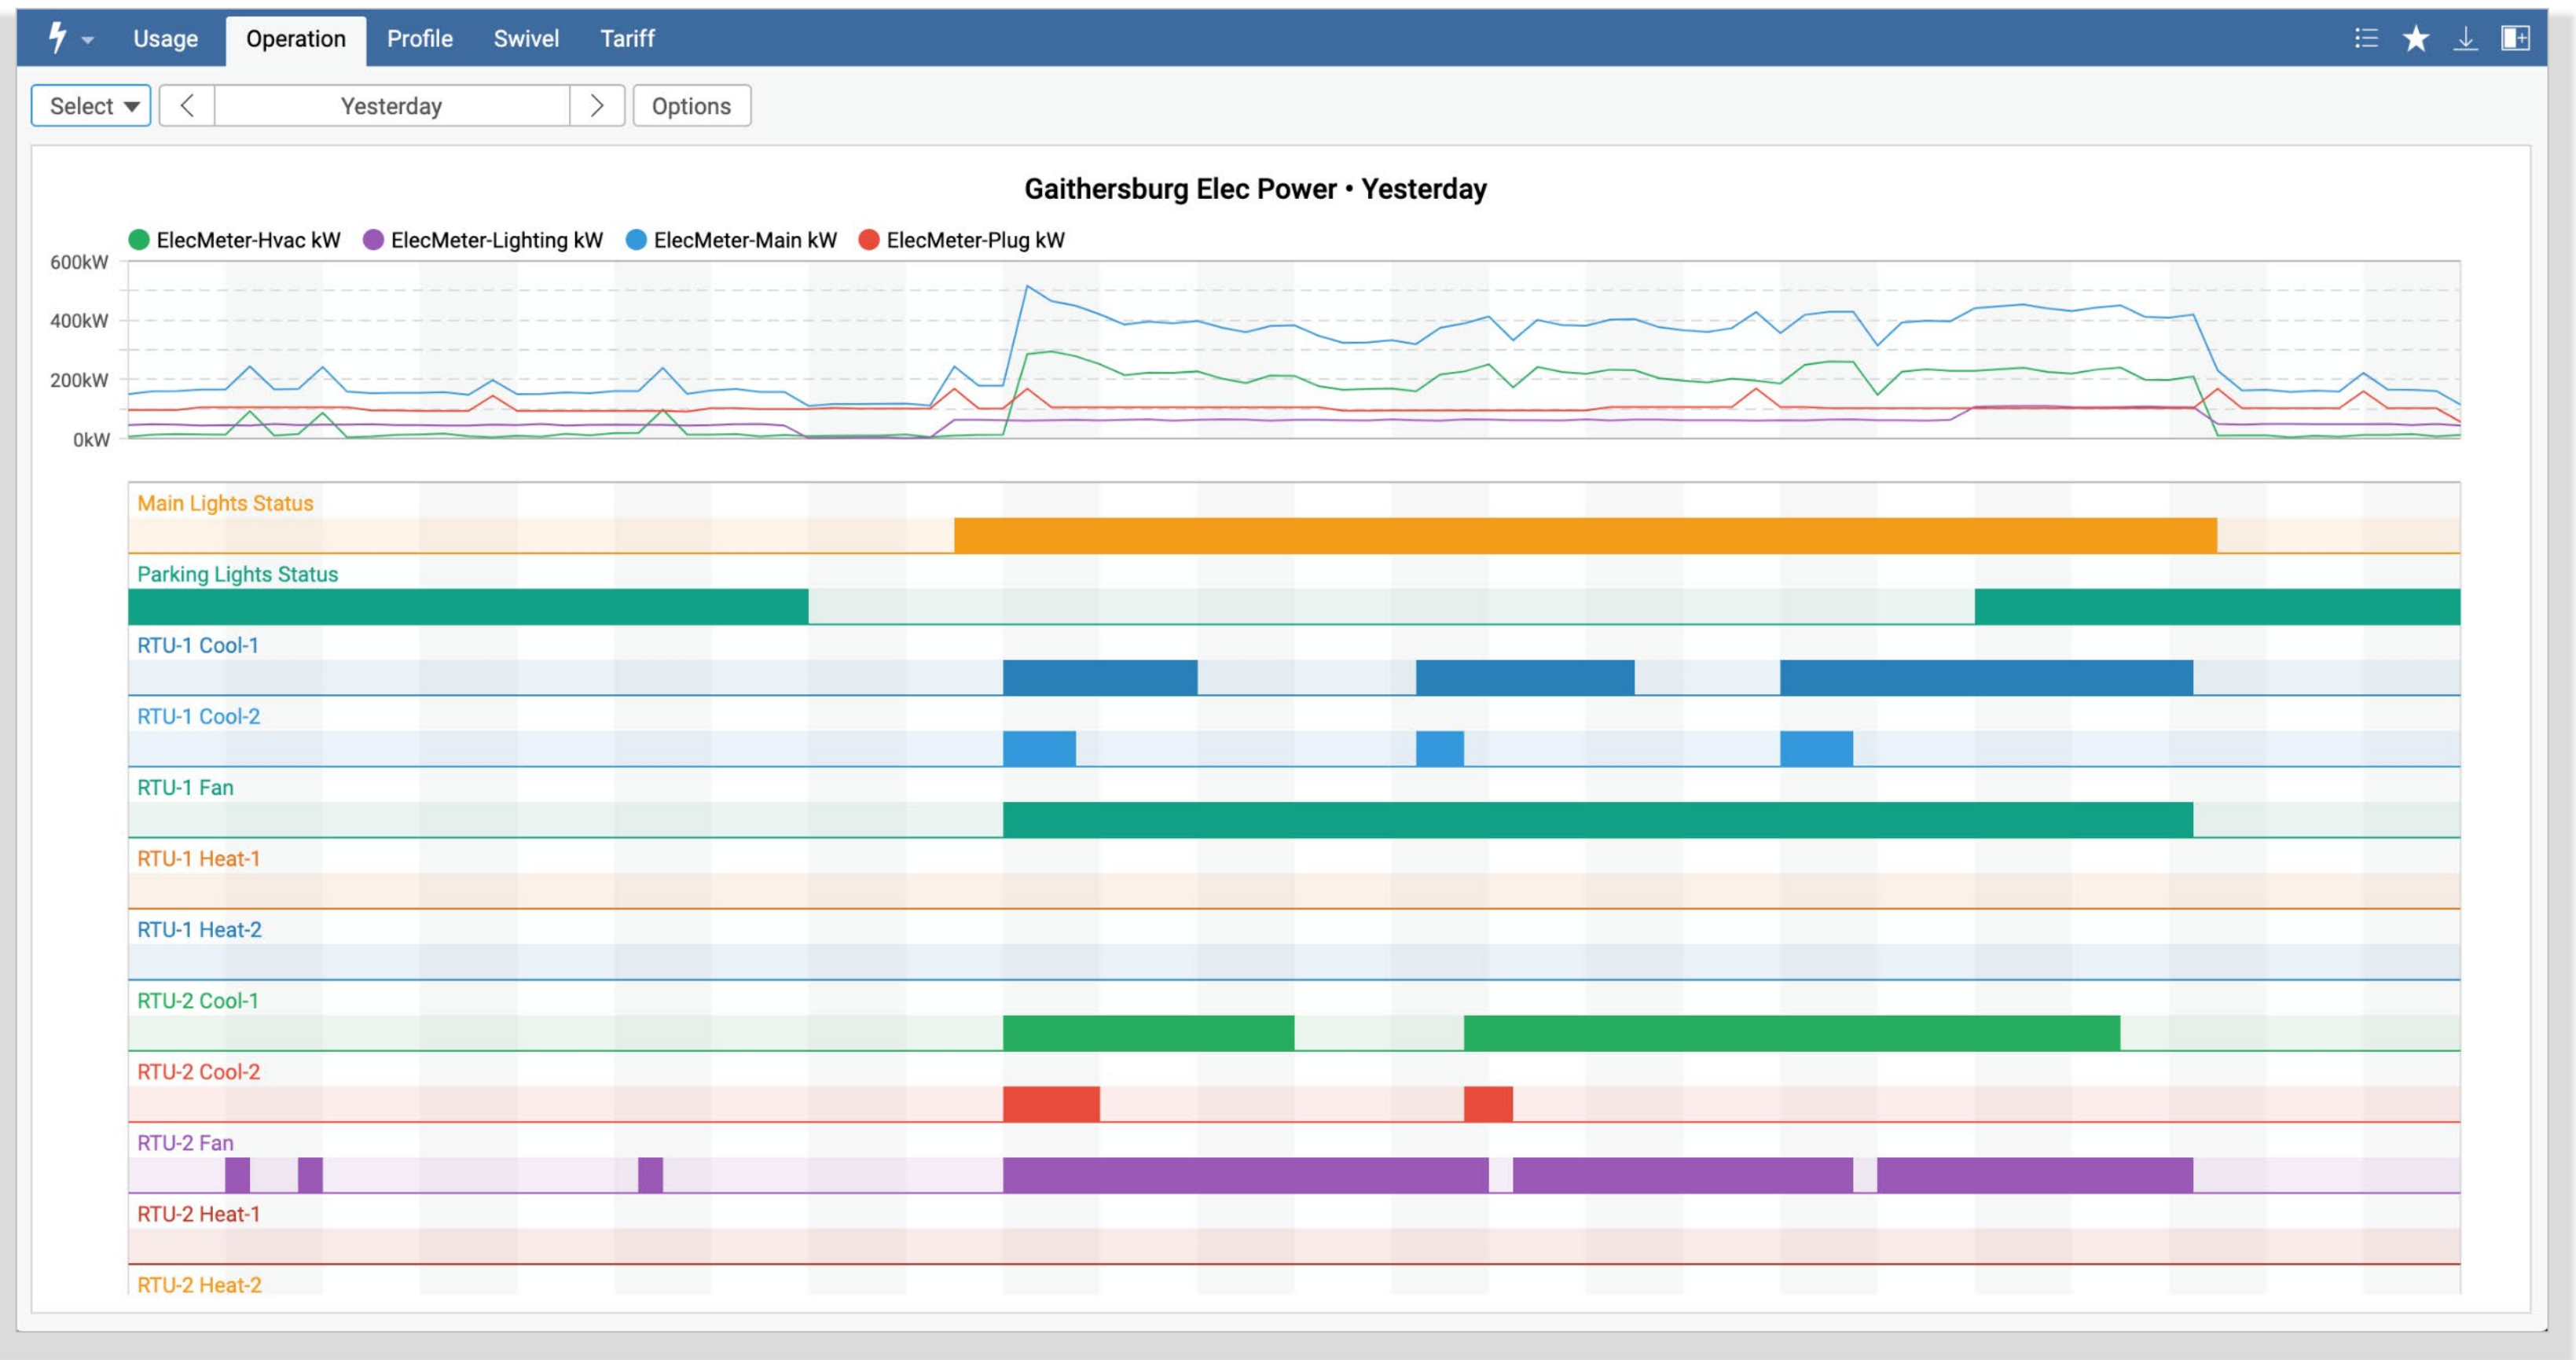 Usage Operation Profile Swivel Tariff
Select Yesterday Options
Gaithersburg Elec Power • Yesterday
ElecMeter-Hvac kW ElecMeter-Lighting kW ElecMeter-Main kW ElecMeter-Plug kW
600kW
400kW
200kW
0kW
Main Lights Status
Parking Lights Status
RTU-1 Cool-1
RTU-1 Cool-2
RTU-1 Fan
RTU-1 Heat-1
RTU-1 Heat-2
RTU-2 Cool-1
RTU-2 Cool-2
RTU-2 Fan
RTU-2 Heat-1
RTU-2 Heat-2